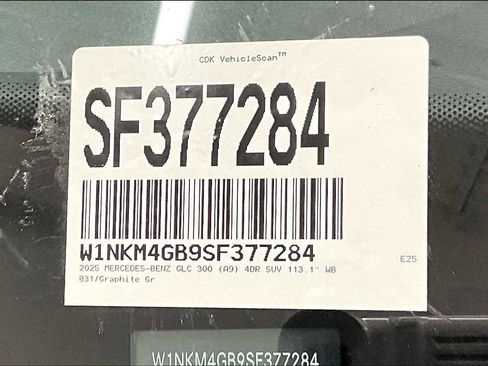 CDK VehicleScan™
SF377284
W1NKM4GB9SF377284
2025 MERCEDES-BENZ GLC 300 (A9) 4DR SUV 113.1" WB
E25
831/Graphite Gr
W1NKM4GB9SF377284